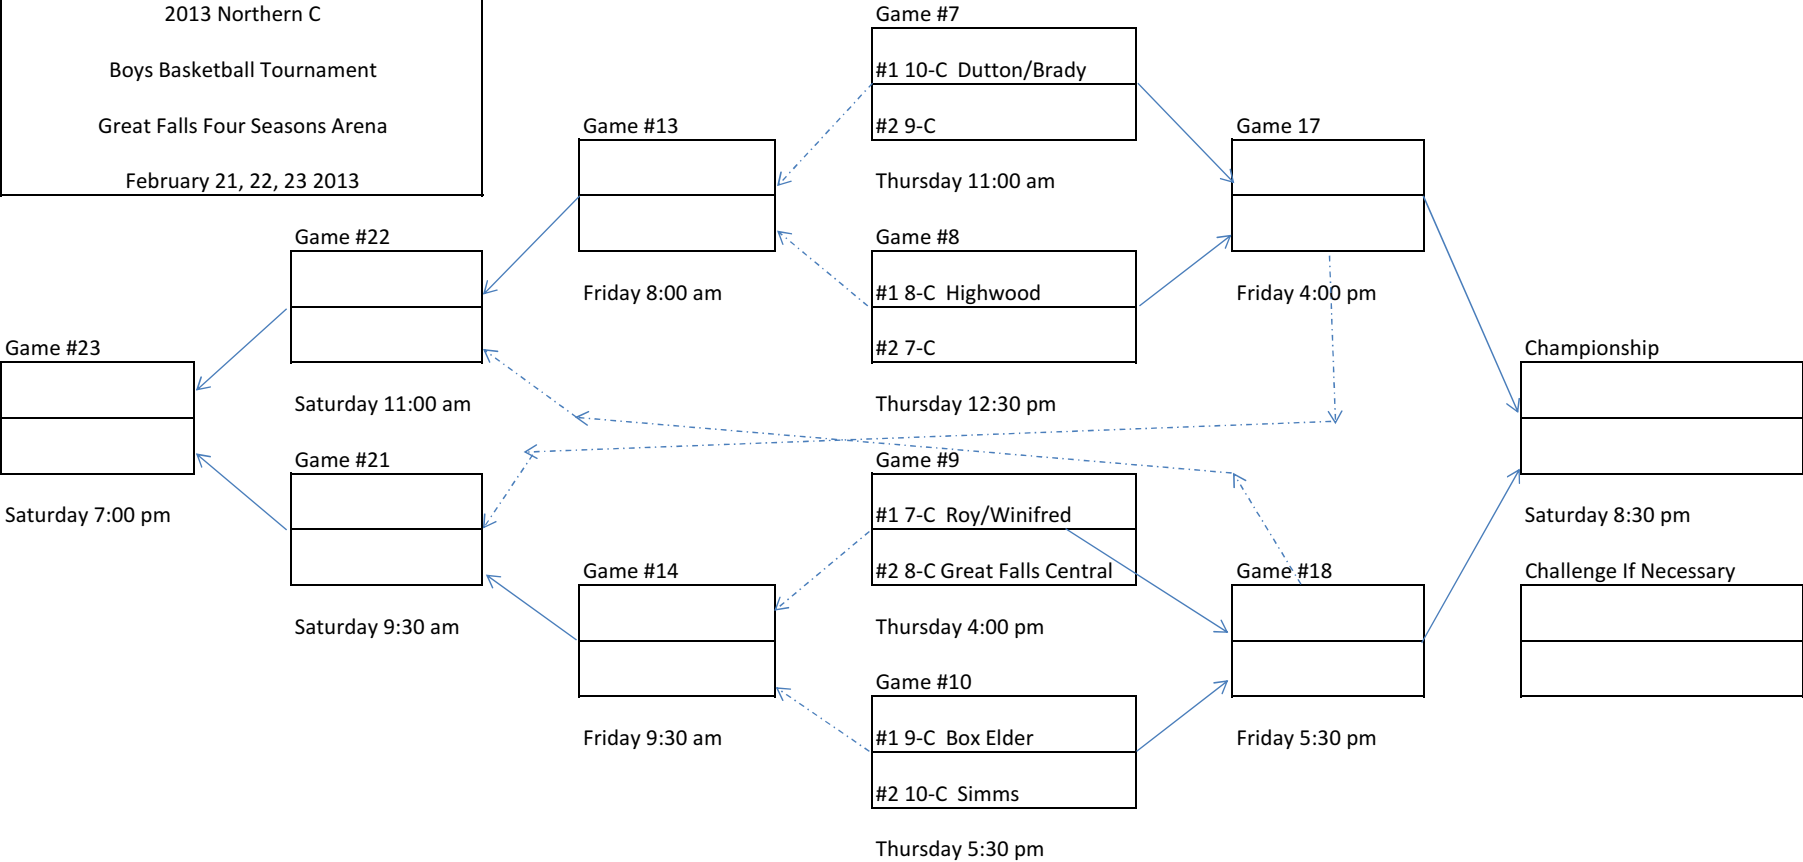 2013 Northern C
Boys Basketball Tournament
Great Falls Four Seasons Arena
February 21, 22, 23 2013
Game #7
#1 10-C  Dutton/Brady
#2 9-C
Thursday 11:00 am
Game #13
Friday 8:00 am
Game 17
Friday 4:00 pm
Game #22
Saturday 11:00 am
Game #8
#1 8-C  Highwood
#2 7-C
Thursday 12:30 pm
Game #23
Saturday 7:00 pm
Championship
Saturday 8:30 pm
Game #21
Saturday 9:30 am
Game #9
#1 7-C  Roy/Winifred
#2 8-C Great Falls Central
Thursday 4:00 pm
Game #14
Friday 9:30 am
Game #18
Friday 5:30 pm
Challenge If Necessary
Game #10
#1 9-C  Box Elder
#2 10-C  Simms
Thursday 5:30 pm